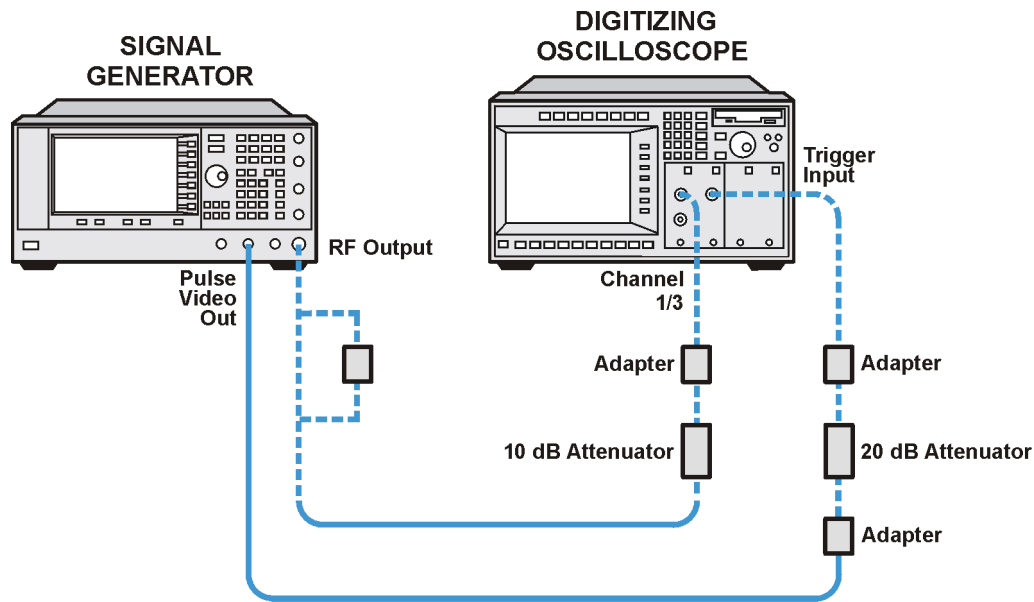 SIGNAL
GENERATOR
DIGITIZING
OSCILLOSCOPE
Trigger
Input
RF Output
Pulse
Video
Out
Channel
1/3
Adapter
Adapter
10 dB Attenuator
20 dB Attenuator
Adapter